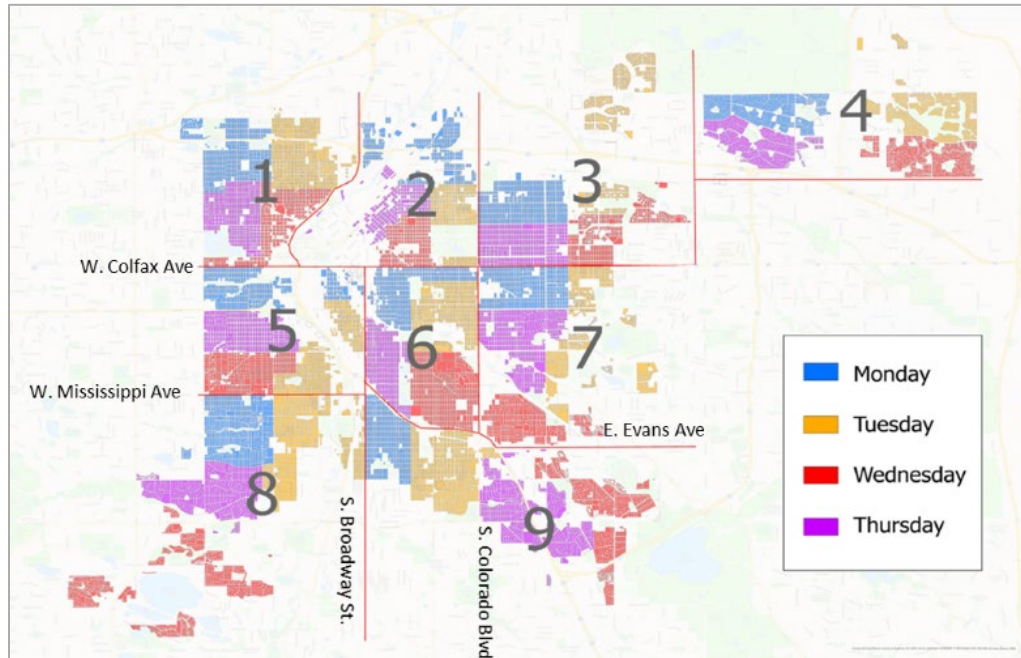 4
1
2
3
W. Colfax Ave
5
6
7
Monday
W. Mississippi Ave
Tuesday
E. Evans Ave
Wednesday
8
S. Broadway St.
S. Colorado Blvd
9
Thursday